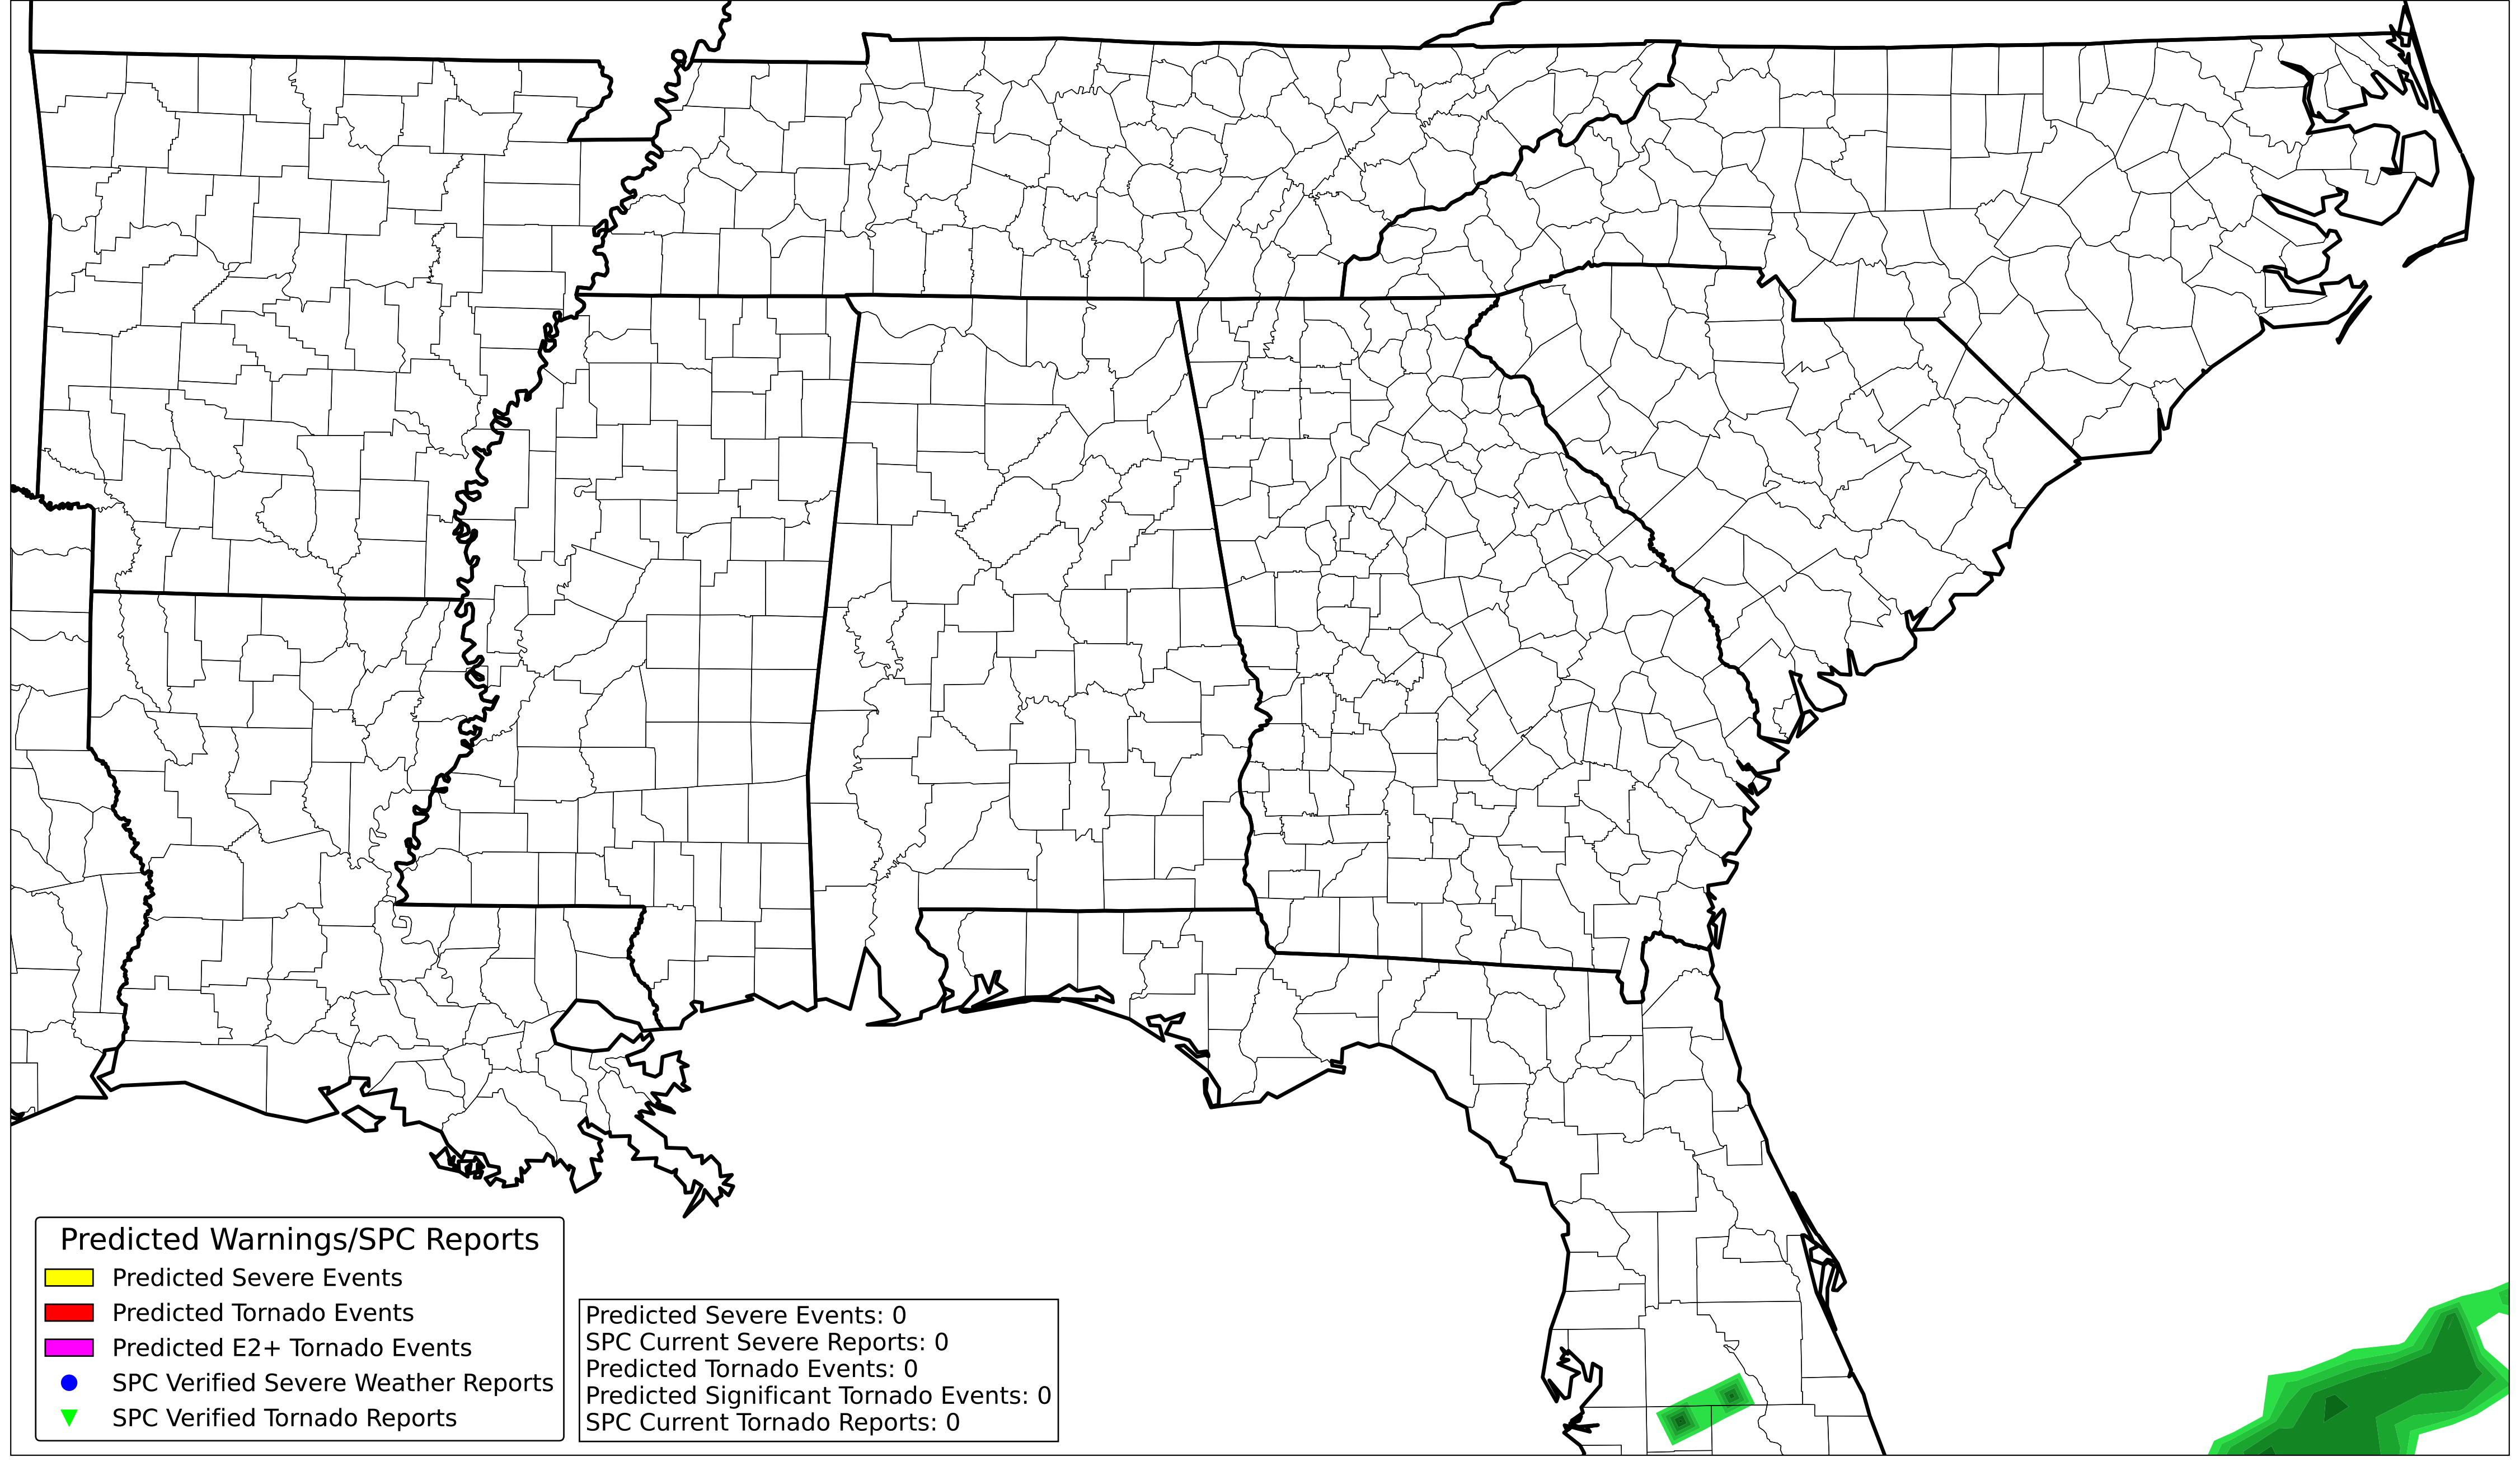 Predicted Warnings/SPC Reports
Predicted Severe Events
Predicted Tornado Events
Predicted E2+ Tornado Events
SPC Verified Severe Weather Reports
SPC Verified Tornado Reports
Predicted Severe Events: 0
SPC Current Severe Reports: 0
Predicted Tornado Events: 0
Predicted Significant Tornado Events: 0
SPC Current Tornado Reports: 0